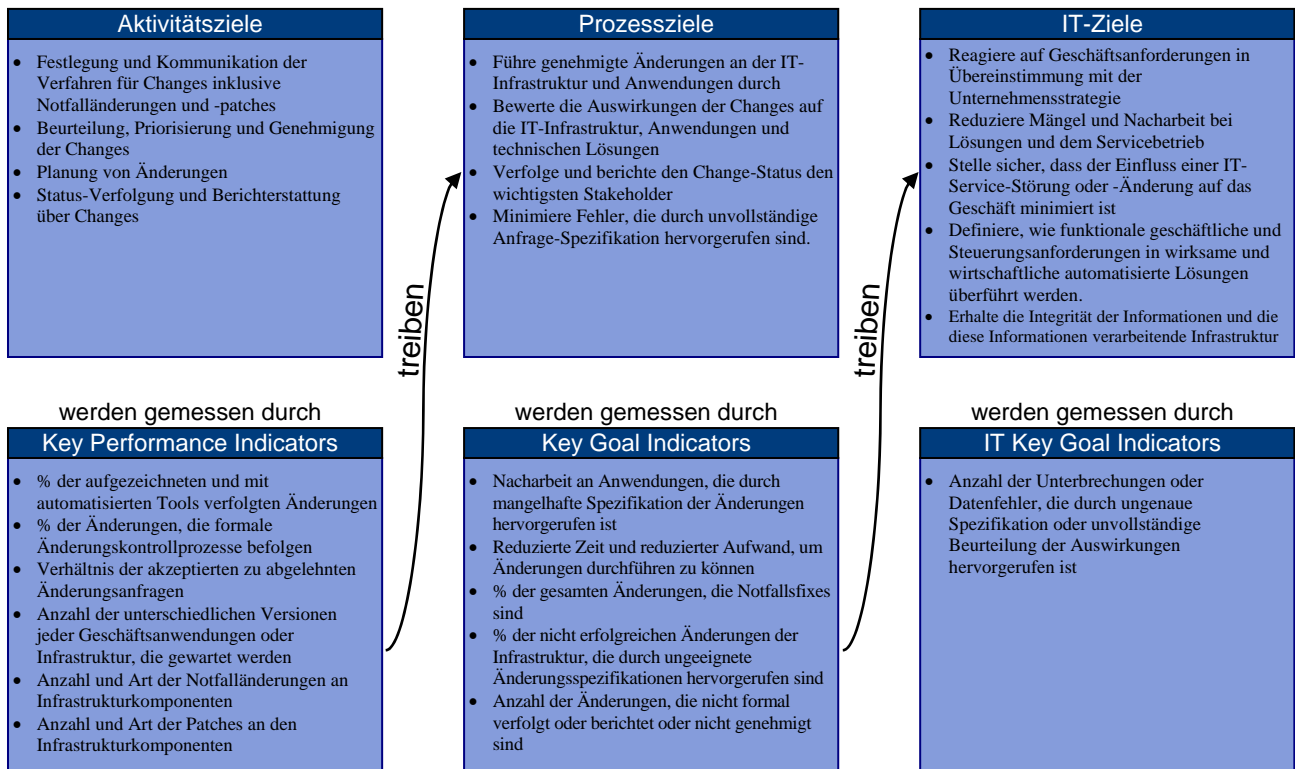 Aktivitätsziele
• Festlegung und Kommunikation der
Verfahren für Changes inklusive
Notfalländerungen und -patches
• Beurteilung, Priorisierung und Genehmigung
der Changes
• Planung von Änderungen
• Status-Verfolgung und Berichterstattung
über Changes
Prozessziele
• Führe genehmigte Änderungen an der IT-
Infrastruktur und Anwendungen durch
• Bewerte die Auswirkungen der Changes auf
die IT-Infrastruktur, Anwendungen und
technischen Lösungen
• Verfolge und berichte den Change-Status den
wichtigsten Stakeholder
• Minimiere Fehler, die durch unvollständige
Anfrage-Spezifikation hervorgerufen sind.
IT-Ziele
• Reagiere auf Geschäftsanforderungen in
Übereinstimmung mit der
Unternehmensstrategie
• Reduziere Mängel und Nacharbeit bei
Lösungen und dem Servicebetrieb
• Stelle sicher, dass der Einfluss einer IT-
Service-Störung oder -Änderung auf das
Geschäft minimiert ist
• Definiere, wie funktionale geschäftliche und
Steuerungsanforderungen in wirksame und
wirtschaftliche automatisierte Lösungen
überführt werden.
• Erhalte die Integrität der Informationen und die
diese Informationen verarbeitende Infrastruktur
treiben
treiben
werden gemessen durch
Key Performance Indicators
• % der aufgezeichneten und mit
automatisierten Tools verfolgten Änderungen
• % der Änderungen, die formale
Änderungskontrollprozesse befolgen
• Verhältnis der akzeptierten zu abgelehnten
Änderungsanfragen
• Anzahl der unterschiedlichen Versionen
jeder Geschäftsanwendungen oder
Infrastruktur, die gewartet werden
• Anzahl und Art der Notfalländerungen an
Infrastrukturkomponenten
• Anzahl und Art der Patches an den
Infrastrukturkomponenten
werden gemessen durch
Key Goal Indicators
• Nacharbeit an Anwendungen, die durch
mangelhafte Spezifikation der Änderungen
hervorgerufen ist
• Reduzierte Zeit und reduzierter Aufwand, um
Änderungen durchführen zu können
• % der gesamten Änderungen, die Notfallsfixes
sind
• % der nicht erfolgreichen Änderungen der
Infrastruktur, die durch ungeeignete
Änderungsspezifikationen hervorgerufen sind
• Anzahl der Änderungen, die nicht formal
verfolgt oder berichtet oder nicht genehmigt
sind
werden gemessen durch
IT Key Goal Indicators
• Anzahl der Unterbrechungen oder
Datenfehler, die durch ungenaue
Spezifikation oder unvollständige
Beurteilung der Auswirkungen
hervorgerufen ist